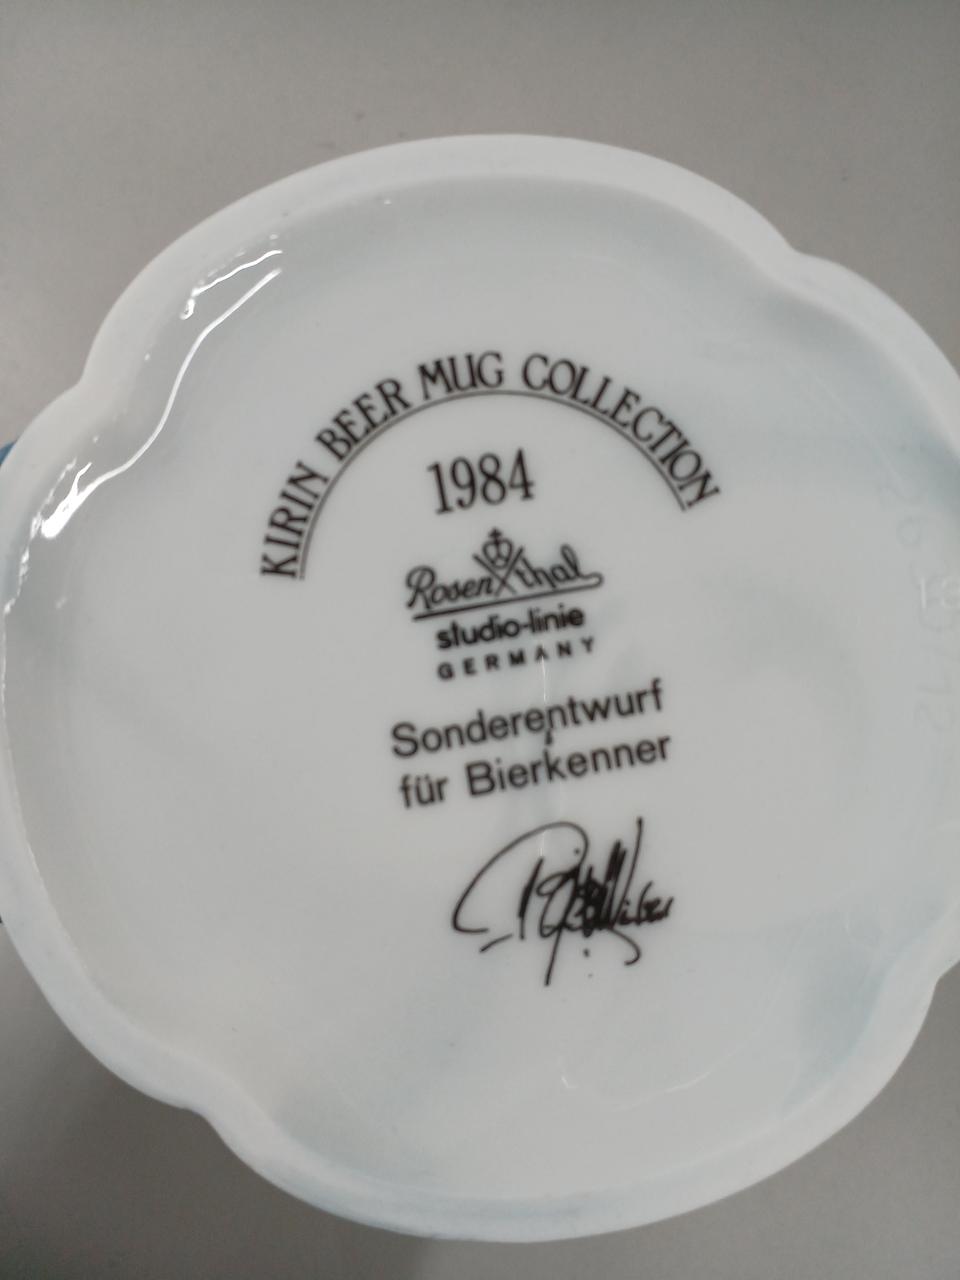 KIRIN BEER MUG COLLECTION
1984
Rosenthal
studio-linie
GERMANY
Sonderentwurf
für Bierkenner